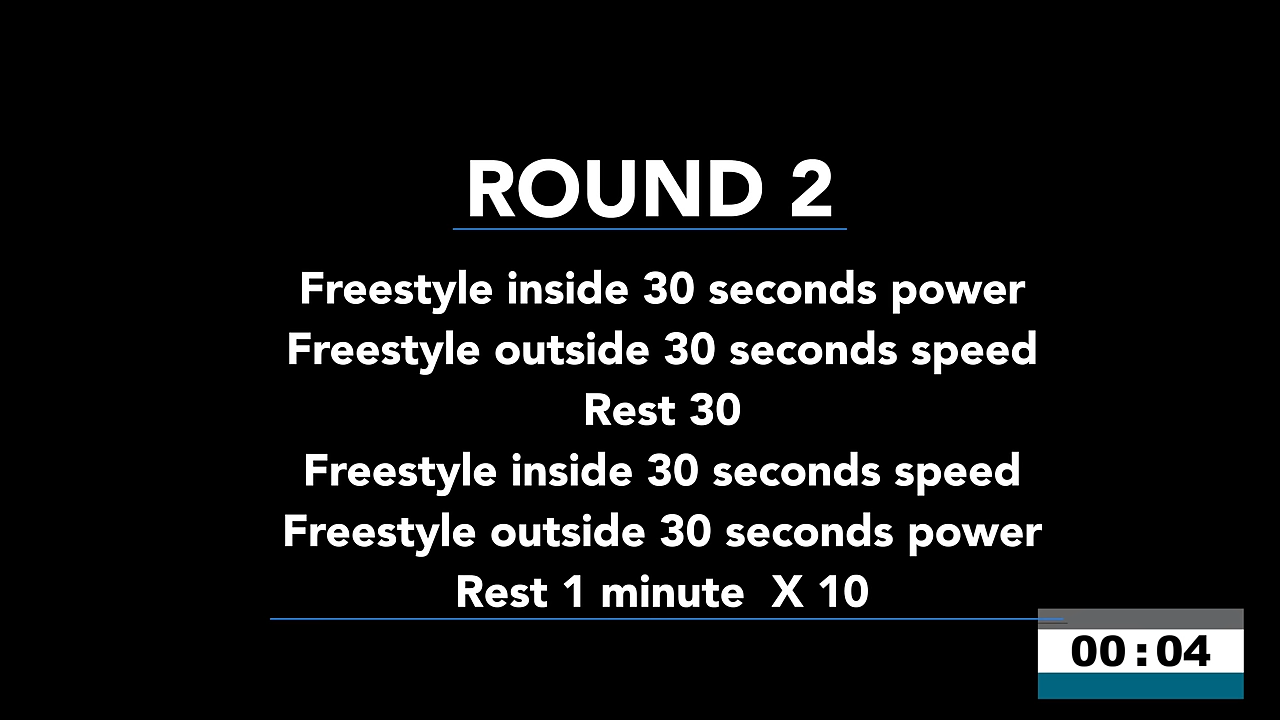 ROUND 2
Freestyle inside 30 seconds power
Freestyle outside 30 seconds speed
Rest 30
Freestyle inside 30 seconds speed
Freestyle outside 30 seconds power
Rest 1 minute  X 10
00:04